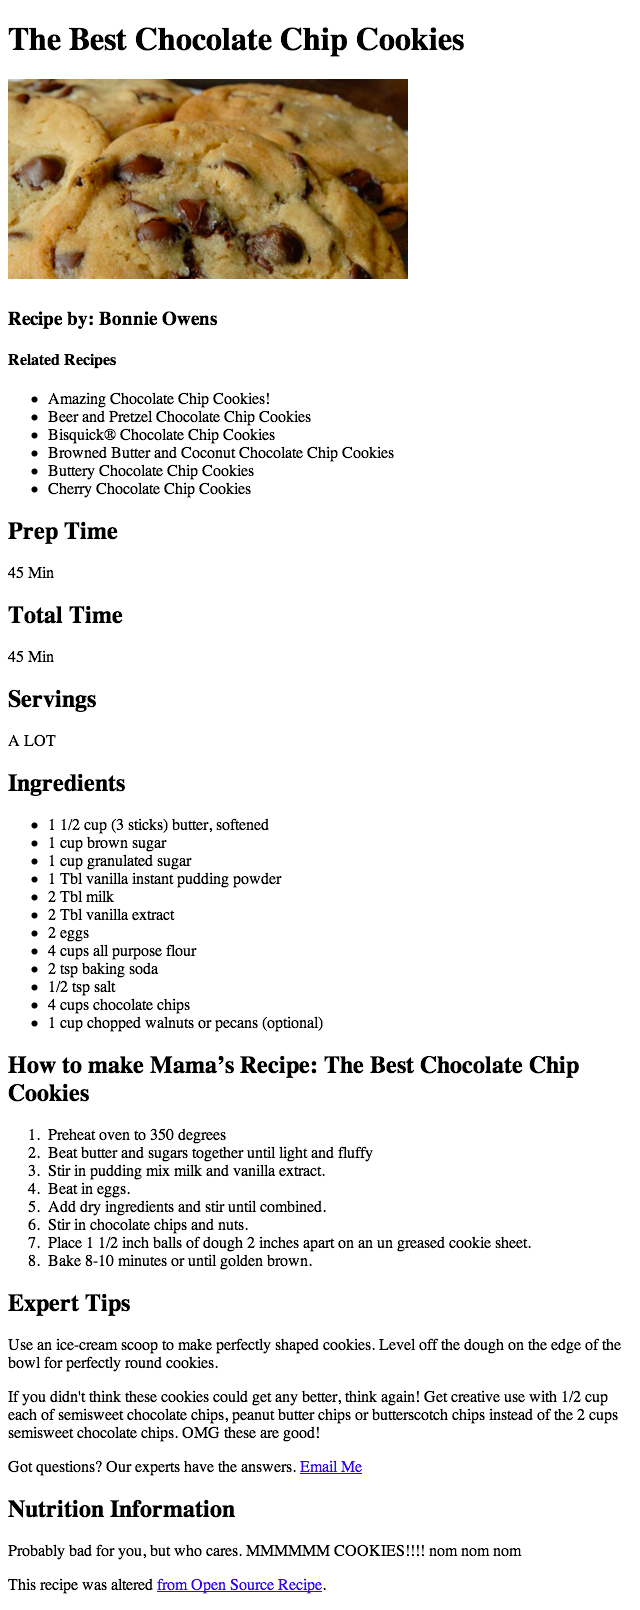 The Best Chocolate Chip Cookies
Recipe by: Bonnie Owens
Related Recipes
• Amazing Chocolate Chip Cookies!
• Beer and Pretzel Chocolate Chip Cookies
• Bisquick® Chocolate Chip Cookies
• Browned Butter and Coconut Chocolate Chip Cookies
• Buttery Chocolate Chip Cookies
• Cherry Chocolate Chip Cookies
Prep Time
45 Min
Total Time
45 Min
Servings
A LOT
Ingredients
• 1 1/2 cup (3 sticks) butter, softened
• 1 cup brown sugar
• 1 cup granulated sugar
• 1 Tbl vanilla instant pudding powder
• 2 Tbl milk
• 2 Tbl vanilla extract
• 2 eggs
• 4 cups all purpose flour
• 2 tsp baking soda
• 1/2 tsp salt
• 4 cups chocolate chips
• 1 cup chopped walnuts or pecans (optional)
How to make Mama’s Recipe: The Best Chocolate Chip
Cookies
1. Preheat oven to 350 degrees
2. Beat butter and sugars together until light and fluffy
3. Stir in pudding mix milk and vanilla extract.
4. Beat in eggs.
5. Add dry ingredients and stir until combined.
6. Stir in chocolate chips and nuts.
7. Place 1 1/2 inch balls of dough 2 inches apart on an un greased cookie sheet.
8. Bake 8-10 minutes or until golden brown.
Expert Tips
Use an ice-cream scoop to make perfectly shaped cookies. Level off the dough on the edge of the
bowl for perfectly round cookies.
If you didn't think these cookies could get any better, think again! Get creative use with 1/2 cup
each of semisweet chocolate chips, peanut butter chips or butterscotch chips instead of the 2 cups
semisweet chocolate chips. OMG these are good!
Got questions? Our experts have the answers. Email Me
Nutrition Information
Probably bad for you, but who cares. MMMMMM COOKIES!!!! nom nom nom
This recipe was altered from Open Source Recipe.